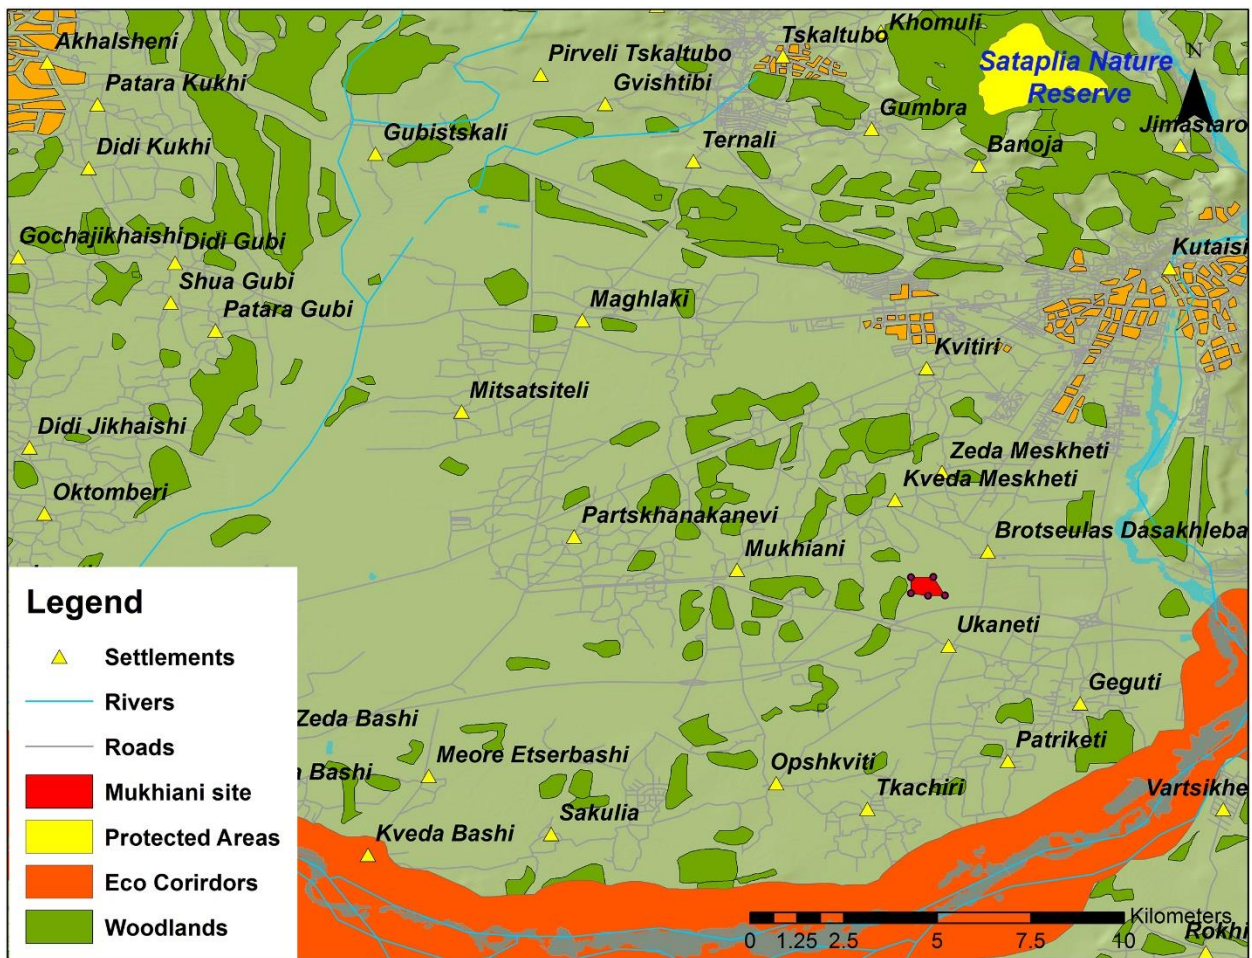 Akhalsheni
Patara Kukhi
Didi Kukhi
Gochajikhaishi
Didi Gubi
Shua Gubi
Patara Gubi
Didi Jikhaishi
Oktomberi
Gubistskali
Pirveli Tskaltubo
Gvishtibi
Ternali
Tskaltubo
Khomuli
Gumbra
Sataplia Nature
Reserve
N
Jimastaro
Banoja
Kutaisi
Maghlaki
Kvitiri
Mitsatsiteli
Zeda Meskheti
Kveda Meskheti
Partskhanakanevi
Mukhiani
Brotseulas Dasakhleba
Ukaneti
Geguti
Patriketi
Opshkviti
Tkachiri
Vartsikhe
Zeda Bashi
Meore Etserbashi
Bashi
Sakulia
Kveda Bashi
Rokhi
Legend
Settlements
Rivers
Roads
Mukhiani site
Protected Areas
Eco Corirdors
Woodlands
Kilometers
0 1.25 2.5 5 7.5 10